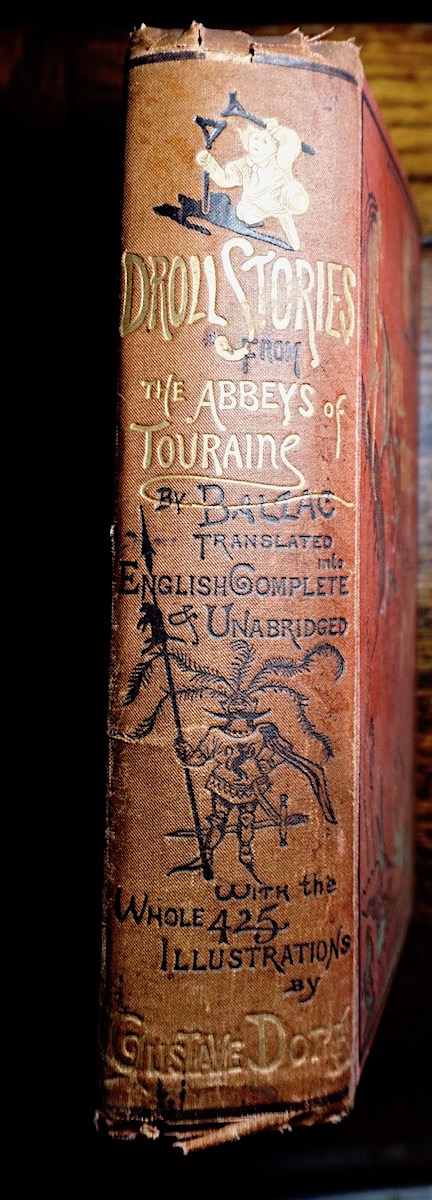 DROLL STORIES
FROM
THE ABBEYS of
TOURAINE
BY BALZAC
TRANSLATED
into
ENGLISH COMPLETE
& UNABRIDGED
WITH the
WHOLE 425
ILLUSTRATIONS
BY
GUSTAVE DORÉ